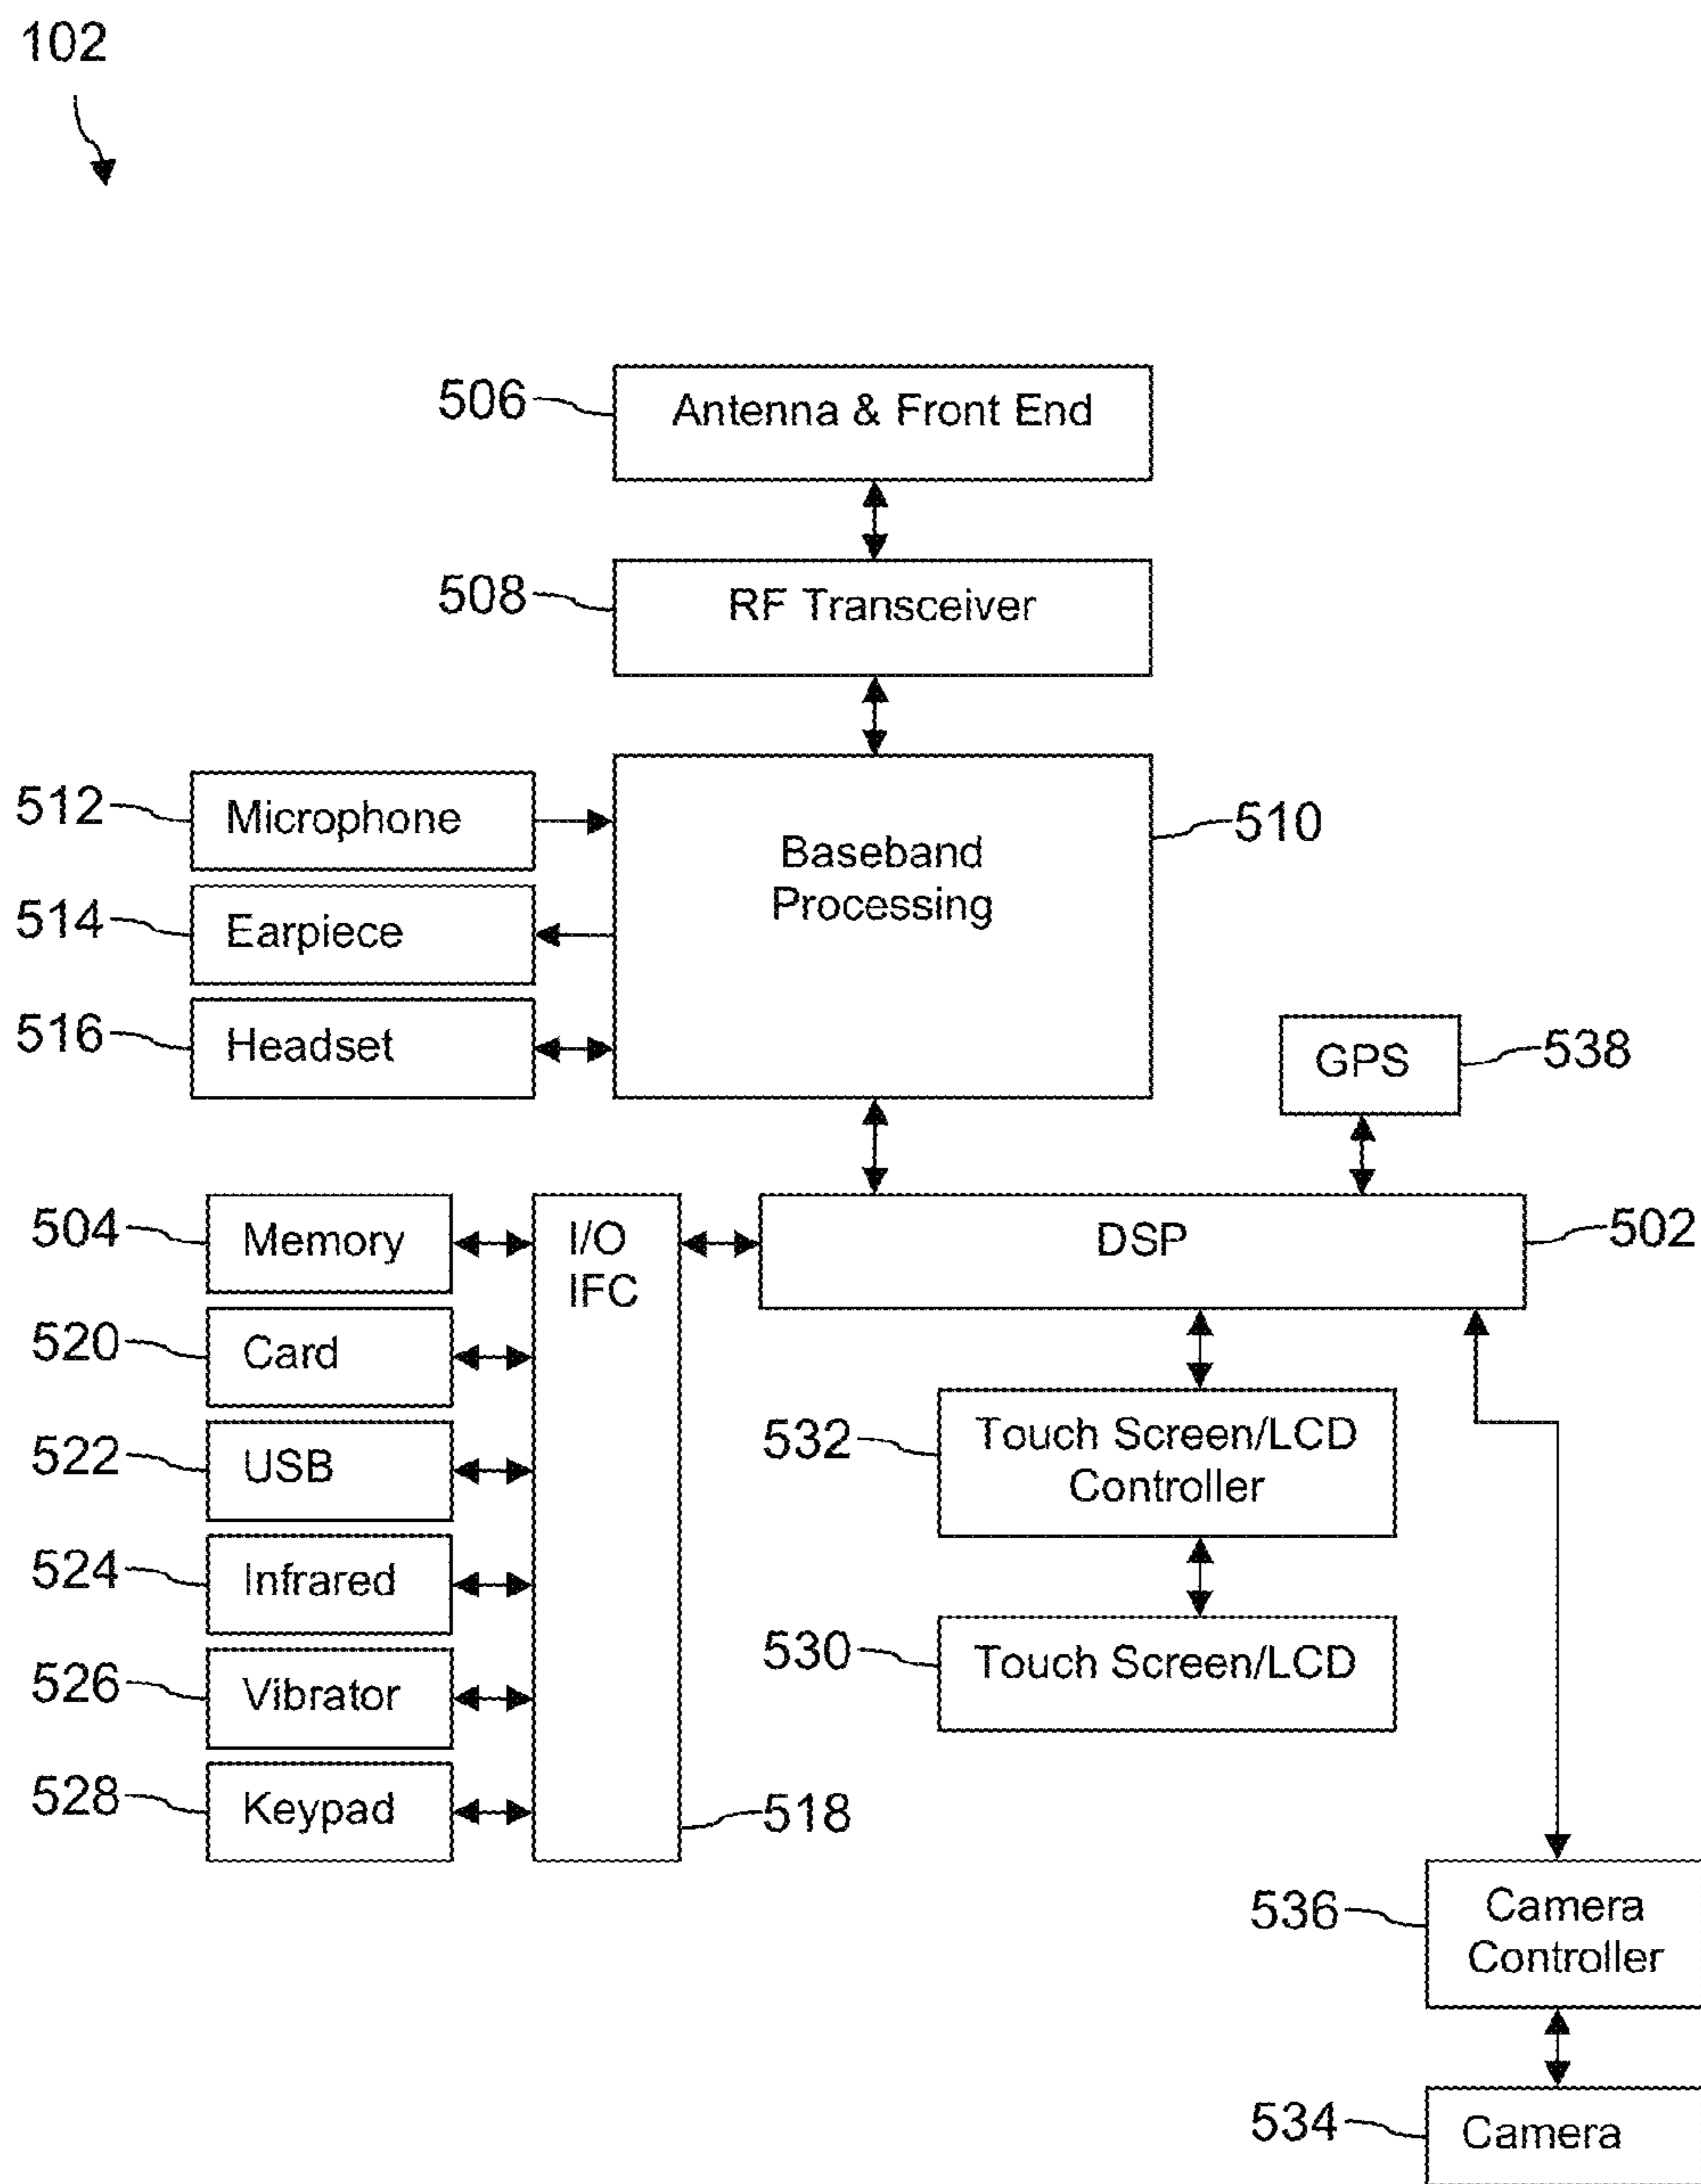 102
506
Antenna & Front End
508
RF Transceiver
512
Microphone
Baseband
Processing
510
514
Earpiece
516
Headset
GPS
538
504
Memory
I/O
IFC
DSP
502
520
Card
522
USB
532
Touch Screen/LCD
Controller
524
Infrared
526
Vibrator
530
Touch Screen/LCD
528
Keypad
518
536
Camera
Controller
534
Camera